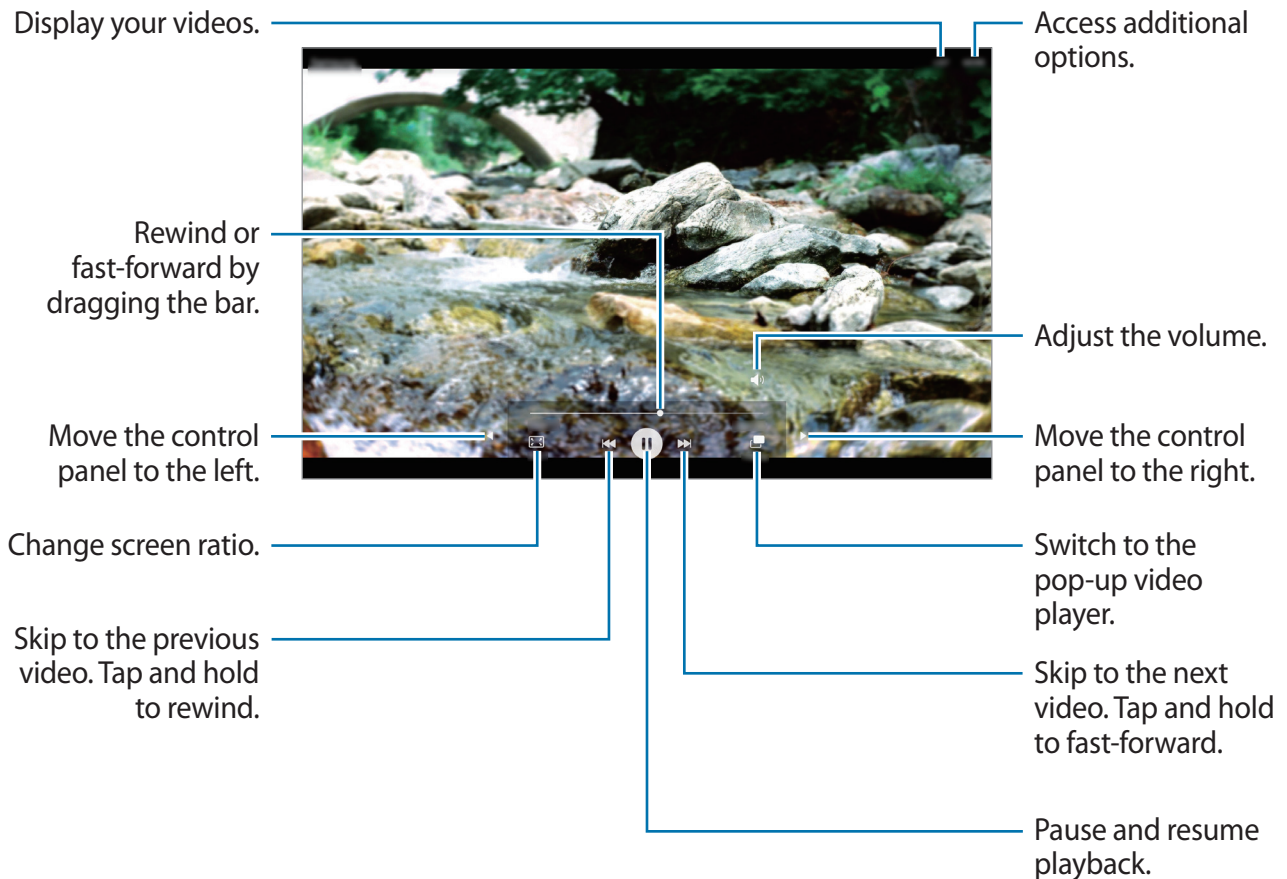 Display your videos.
Access additional
options.
Rewind or
fast-forward by
dragging the bar.
Adjust the volume.
Move the control
panel to the left.
Move the control
panel to the right.
Change screen ratio.
Switch to the
pop-up video
player.
Skip to the previous
video. Tap and hold
to rewind.
Skip to the next
video. Tap and hold
to fast-forward.
Pause and resume
playback.